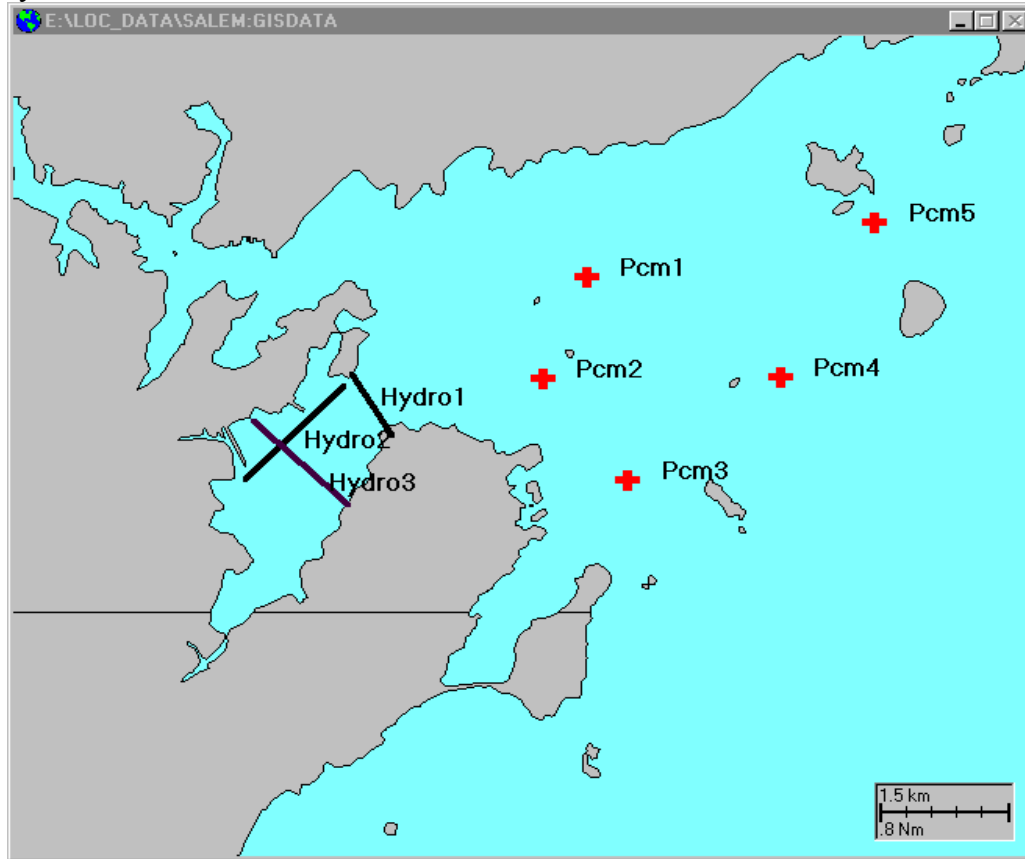 E:\LOC_DATA\SALEM:GISDATA
Pcm5
Pcm1
Pcm2
Pcm4
Hydro1
Hydro2
Pcm3
Hydro3
1.5 km
.8 Nm